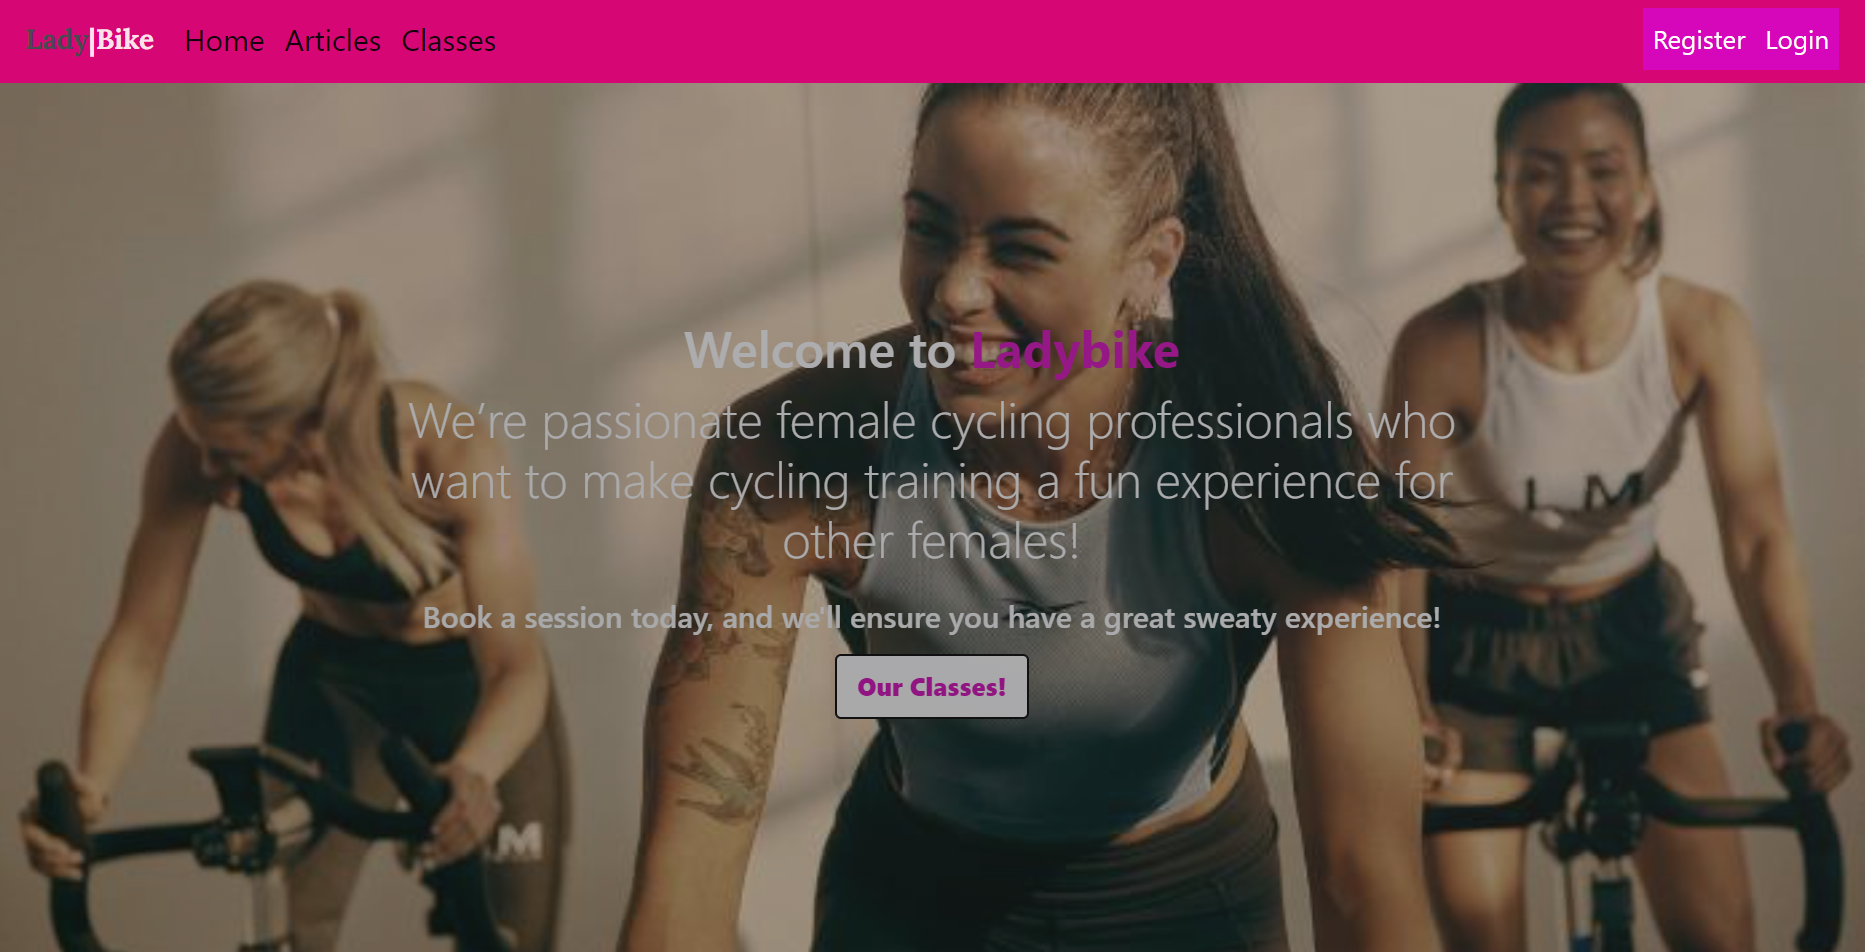 Lady|Bike Home Articles Classes Register Login
Welcome to Ladybike
We’re passionate female cycling professionals who
want to make cycling training a fun experience for
other females!
LM
Book a session today, and we'll ensure you have a great sweaty experience!
Our Classes!
M